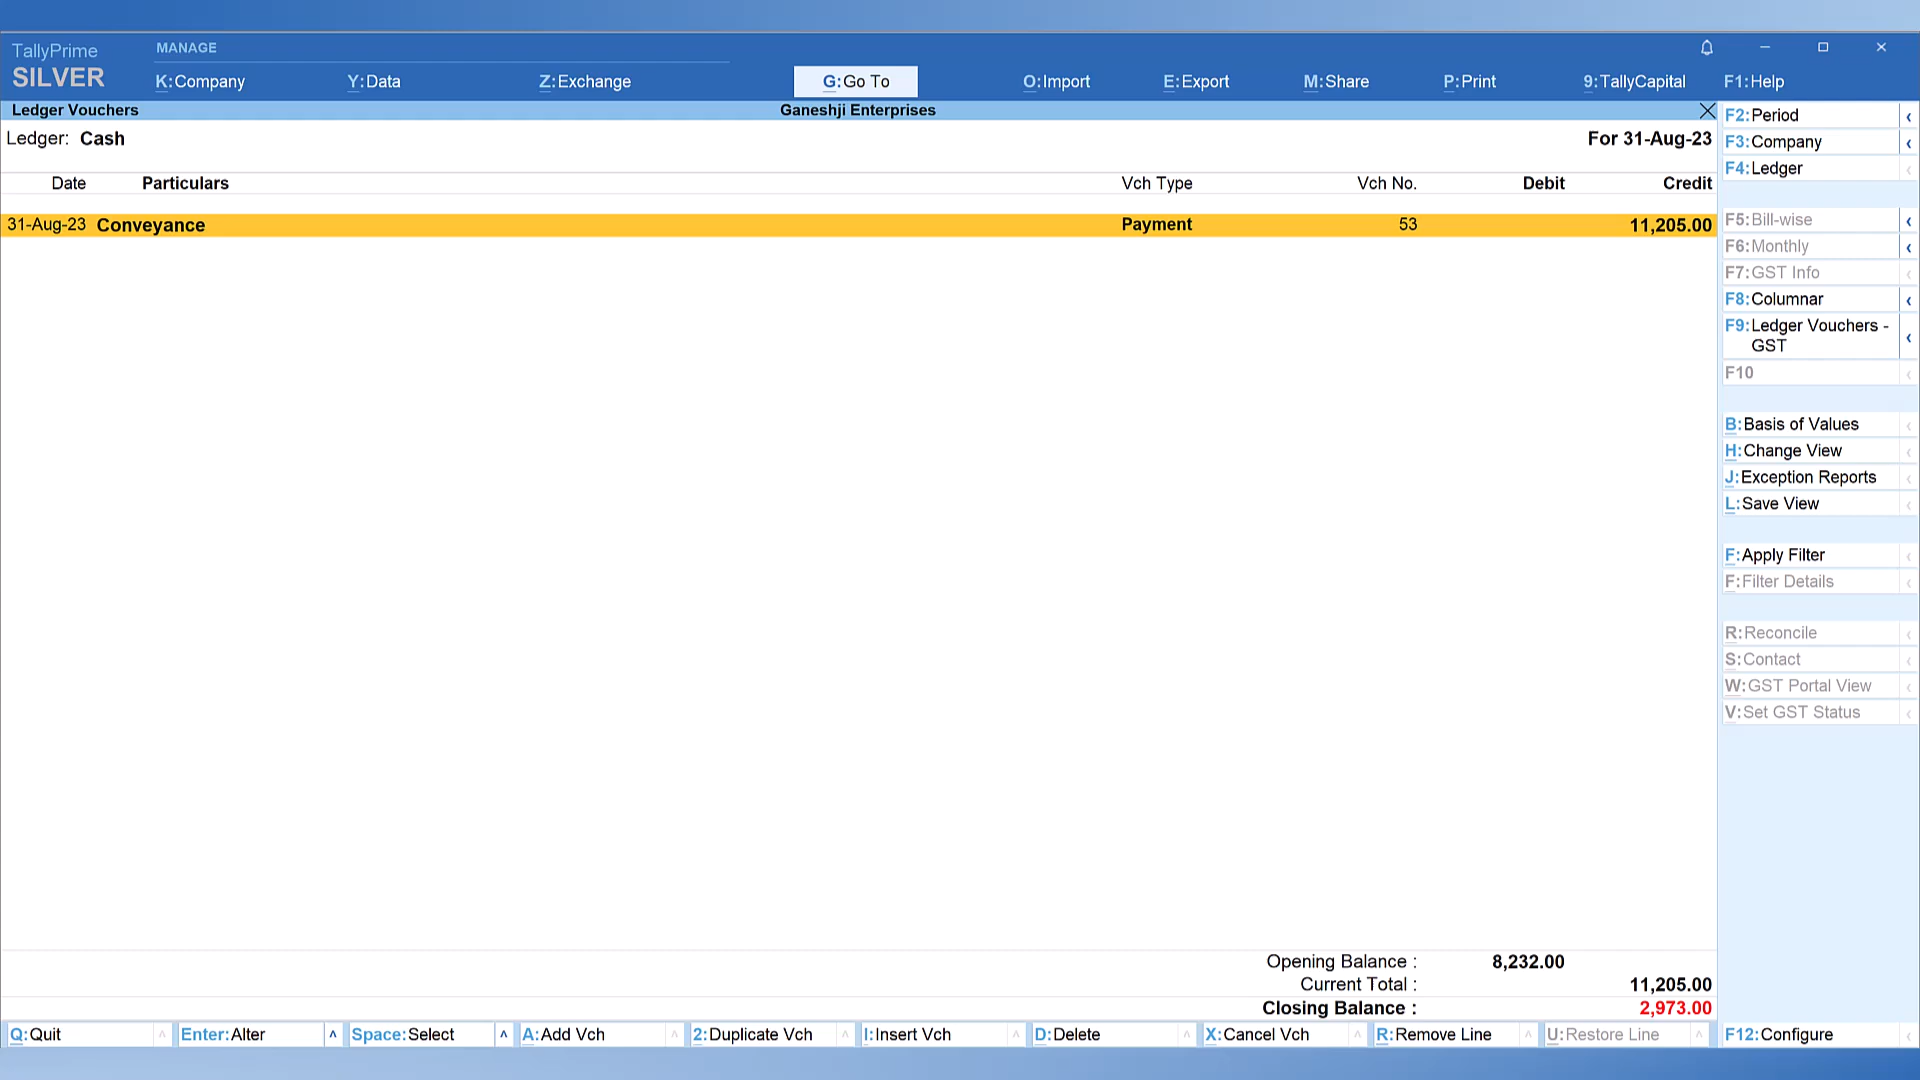 TallyPrime
SILVER
MANAGE
K:Company Y:Data Z:Exchange G:Go To O:Import E:Export M:Share P:Print 9:TallyCapital F1:Help
Ledger Vouchers Ganeshji Enterprises
Ledger: Cash For 31-Aug-23
Date Particulars Vch Type Vch No. Debit Credit
31-Aug-23 Conveyance Payment 53 11,205.00
Opening Balance : 8,232.00
Current Total : 11,205.00
Closing Balance : 2,973.00
F2:Period
F3:Company
F4:Ledger
F5:Bill-wise
F6:Monthly
F7:GST Info
F8:Columnar
F9:Ledger Vouchers -
GST
F10
B:Basis of Values
H:Change View
J:Exception Reports
L:Save View
F:Apply Filter
F:Filter Details
R:Reconcile
S:Contact
W:GST Portal View
V:Set GST Status
Q:Quit Enter:Alter Space:Select A:Add Vch 2:Duplicate Vch I:Insert Vch D:Delete X:Cancel Vch R:Remove Line U:Restore Line F12:Configure